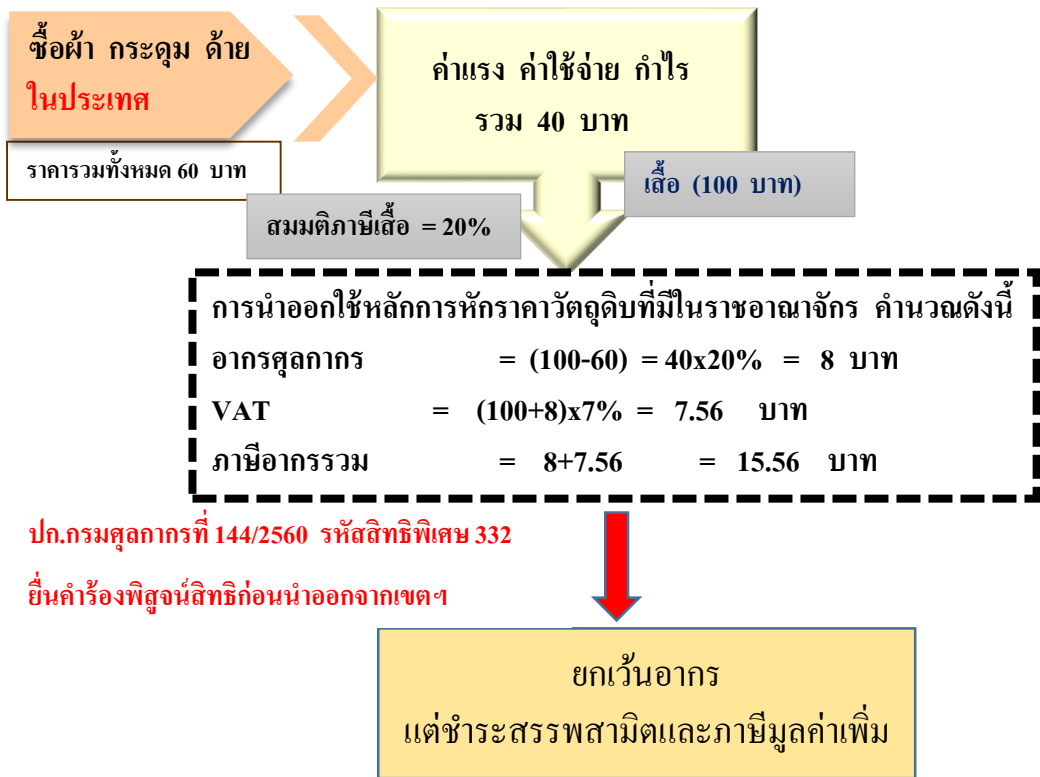 ซื้อผ้า กระดุม ด้าย
ในประเทศ
ราคารวมทั้งหมด 60 บาท
ค่าแรง ค่าใช้จ่าย กำไร
รวม 40 บาท
เสื้อ (100 บาท)
สมมติภาษีเสื้อ = 20%
การนำออกใช้หลักการหักราคาวัตถุดิบที่มีในราชอาณาจักร คำนวณดังนี้
อากรศุลกากร = (100-60) = 40x20% = 8 บาท
VAT = (100+8)x7% = 7.56 บาท
ภาษีอากรรวม = 8+7.56 = 15.56 บาท
ปก.กรมศุลกากรที่ 144/2560 รหัสสิทธิพิเศษ 332
ยื่นคำร้องพิสูจน์สิทธิก่อนนำออกจากเขตฯ
ยกเว้นอากร
แต่ชำระสรรพสามิตและภาษีมูลค่าเพิ่ม